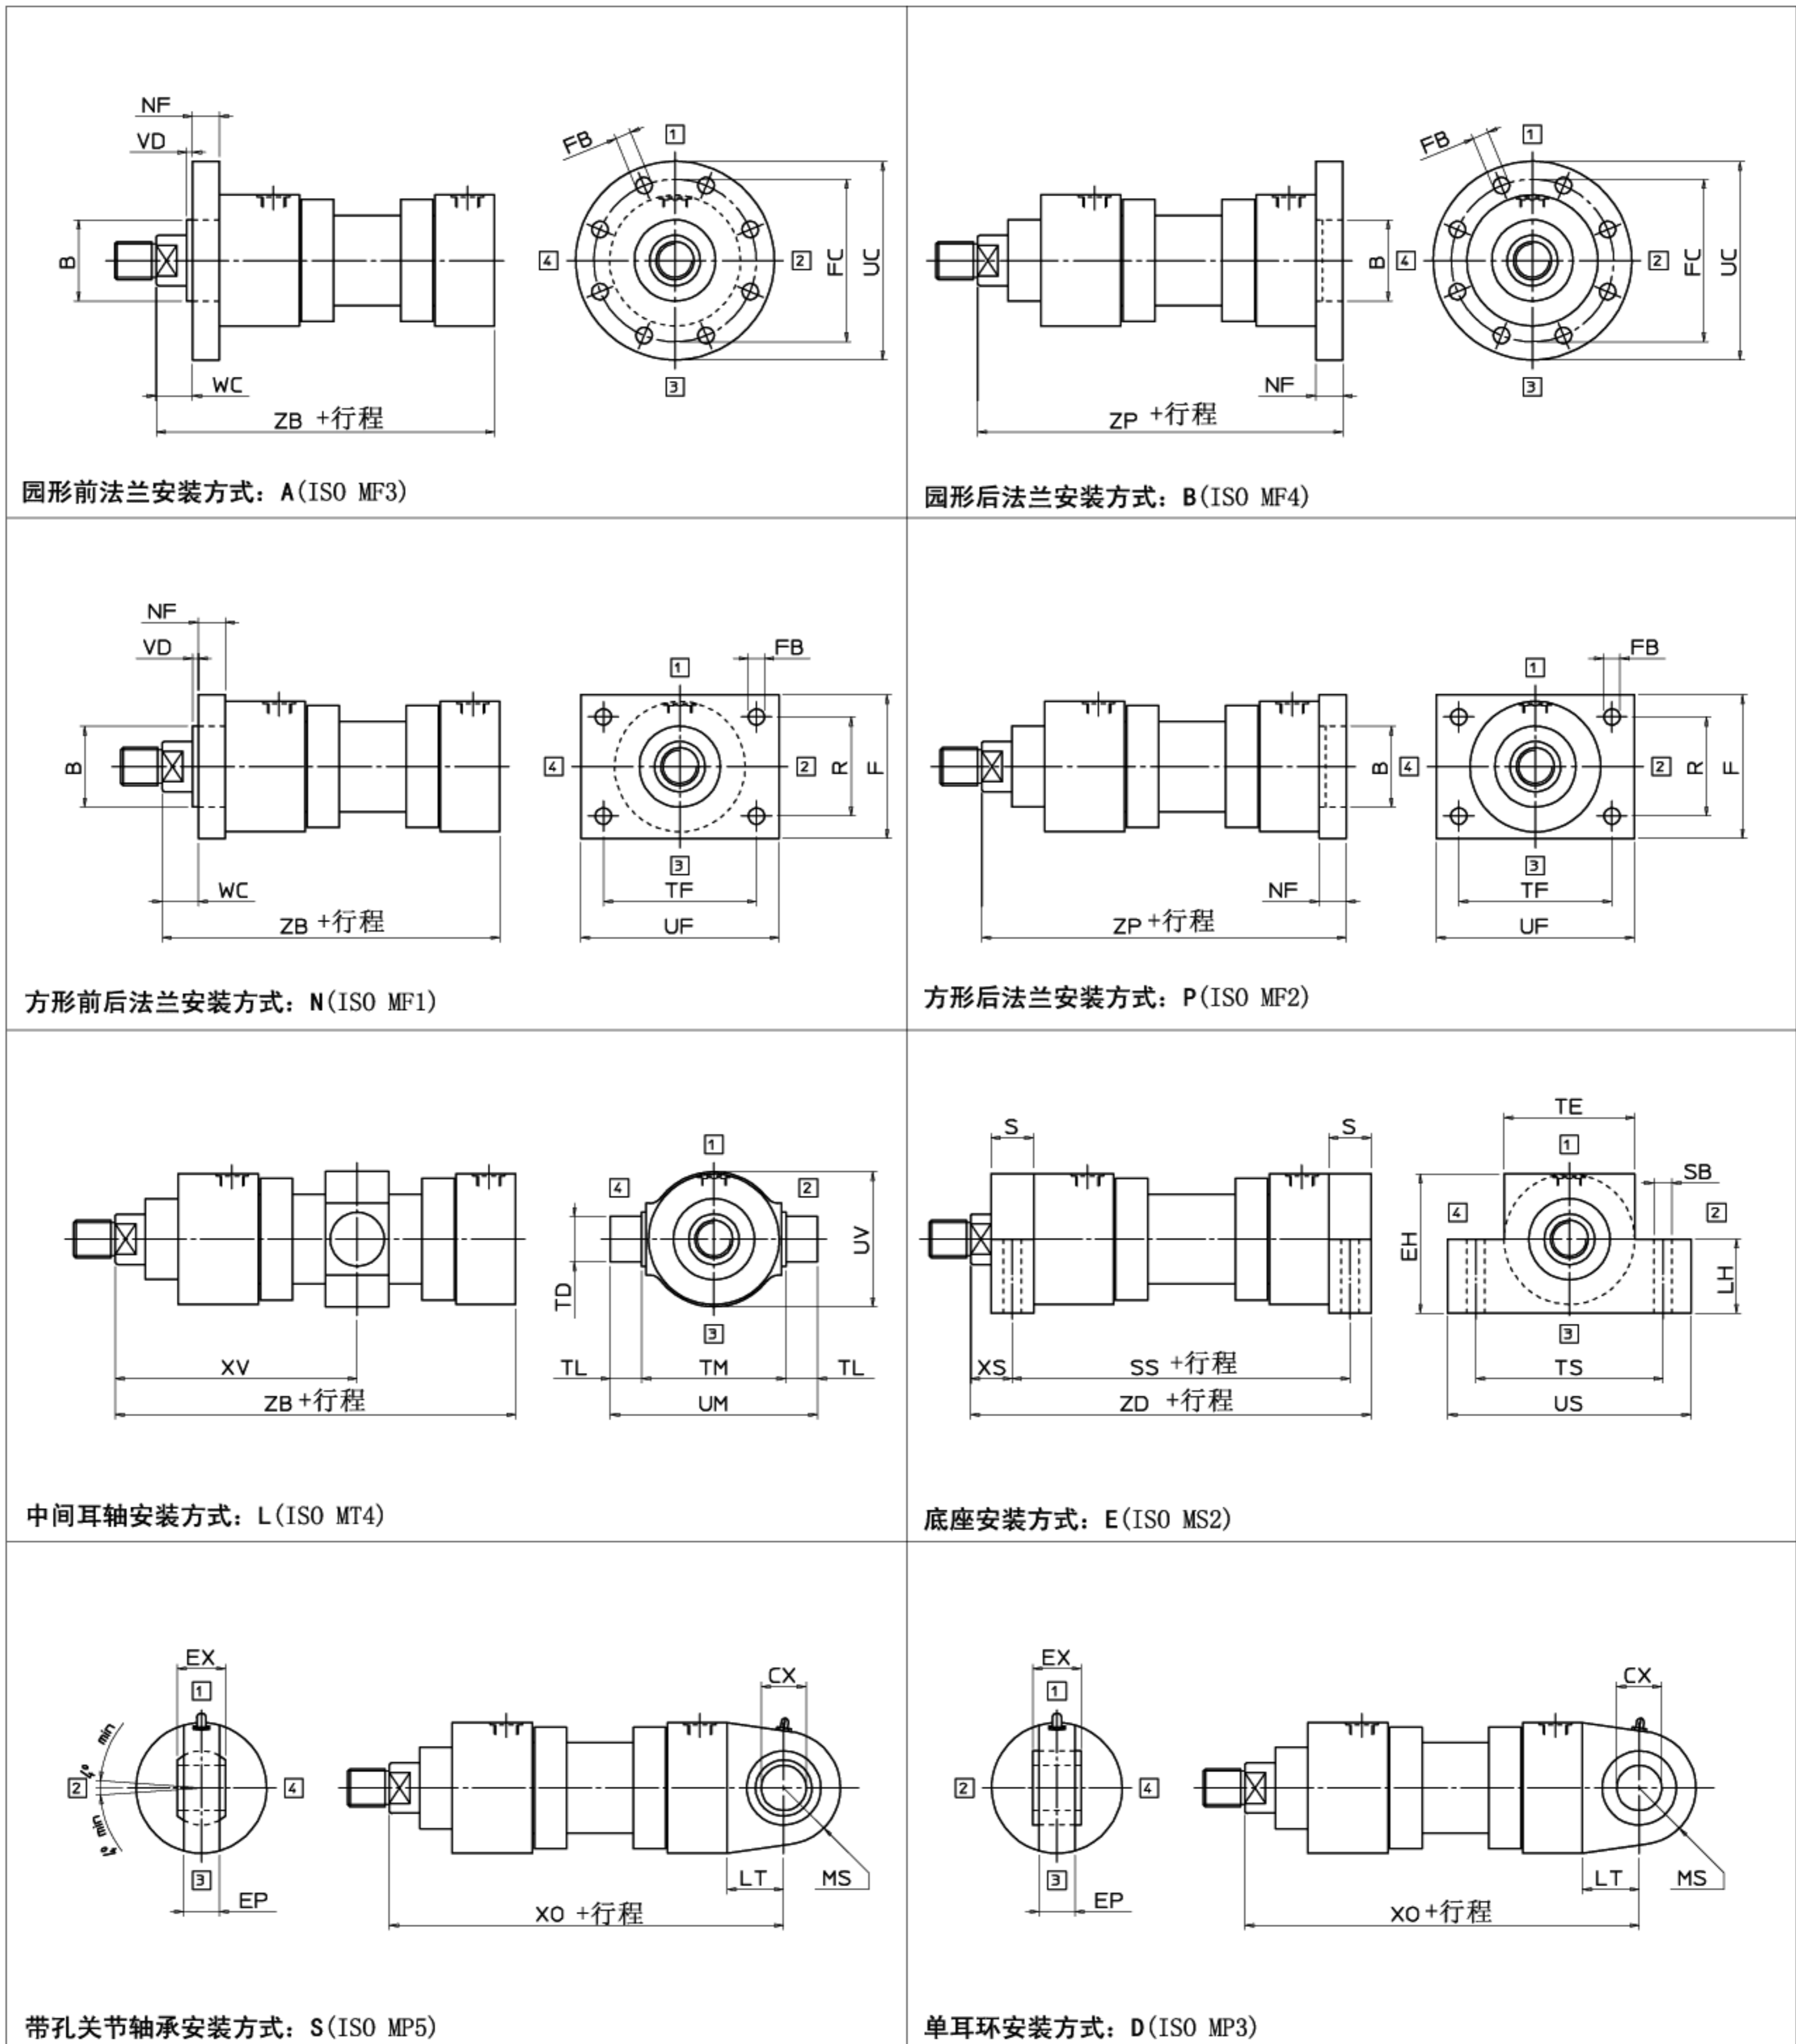 NF
VD
B
WC
ZB +行程
FB
1
2
3
4
FC
UC
园形前法兰安装方式：A(ISO MF3)
B
NF
ZP +行程
FB
1
2
3
4
FC
UC
园形后法兰安装方式：B(ISO MF4)
NF
VD
B
WC
ZB +行程
FB
1
2
3
4
R
F
TF
UF
方形前后法兰安装方式：N(ISO MF1)
B
NF
ZP +行程
FB
1
2
3
4
R
F
TF
UF
方形后法兰安装方式：P(ISO MF2)
XV
ZB +行程
1
4
2
3
TD
UV
TL
TM
TL
UM
中间耳轴安装方式：L(ISO MT4)
S
S
XS
SS +行程
ZD +行程
TE
1
SB
4
2
EH
LH
3
TS
US
底座安装方式：E(ISO MS2)
EX
1
4° min
2
4
min
3
EP
CX
LT
MS
XO +行程
带孔关节轴承安装方式：S(ISO MP5)
EX
1
2
4
3
EP
CX
LT
MS
XO +行程
单耳环安装方式：D(ISO MP3)